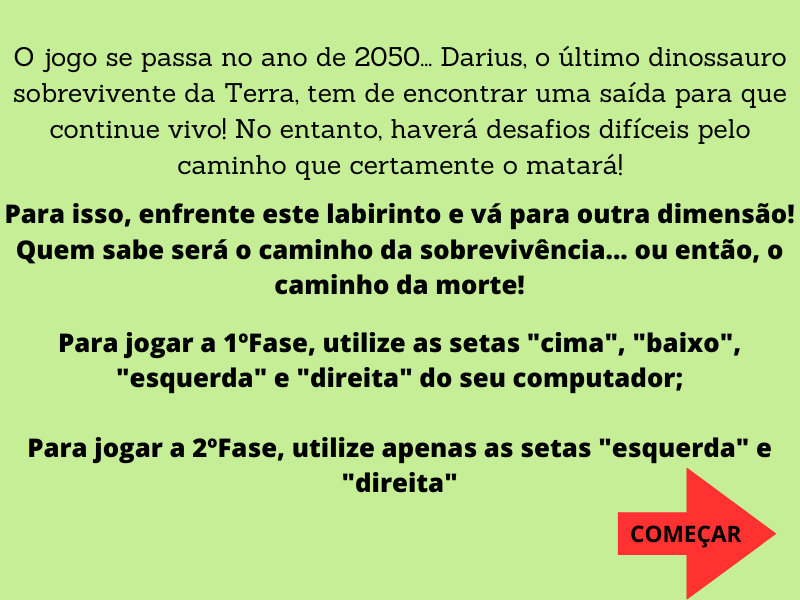 O jogo se passa no ano de 2050... Darius, o último dinossauro
sobrevivente da Terra, tem de encontrar uma saída para que
continue vivo! No entanto, haverá desafios difíceis pelo
caminho que certamente o matará!
Para isso, enfrente este labirinto e vá para outra dimensão!
Quem sabe será o caminho da sobrevivência... ou então, o
caminho da morte!
Para jogar a 1ºFase, utilize as setas "cima", "baixo",
"esquerda" e "direita" do seu computador;
Para jogar a 2ºFase, utilize apenas as setas "esquerda" e
"direita"
COMEÇAR